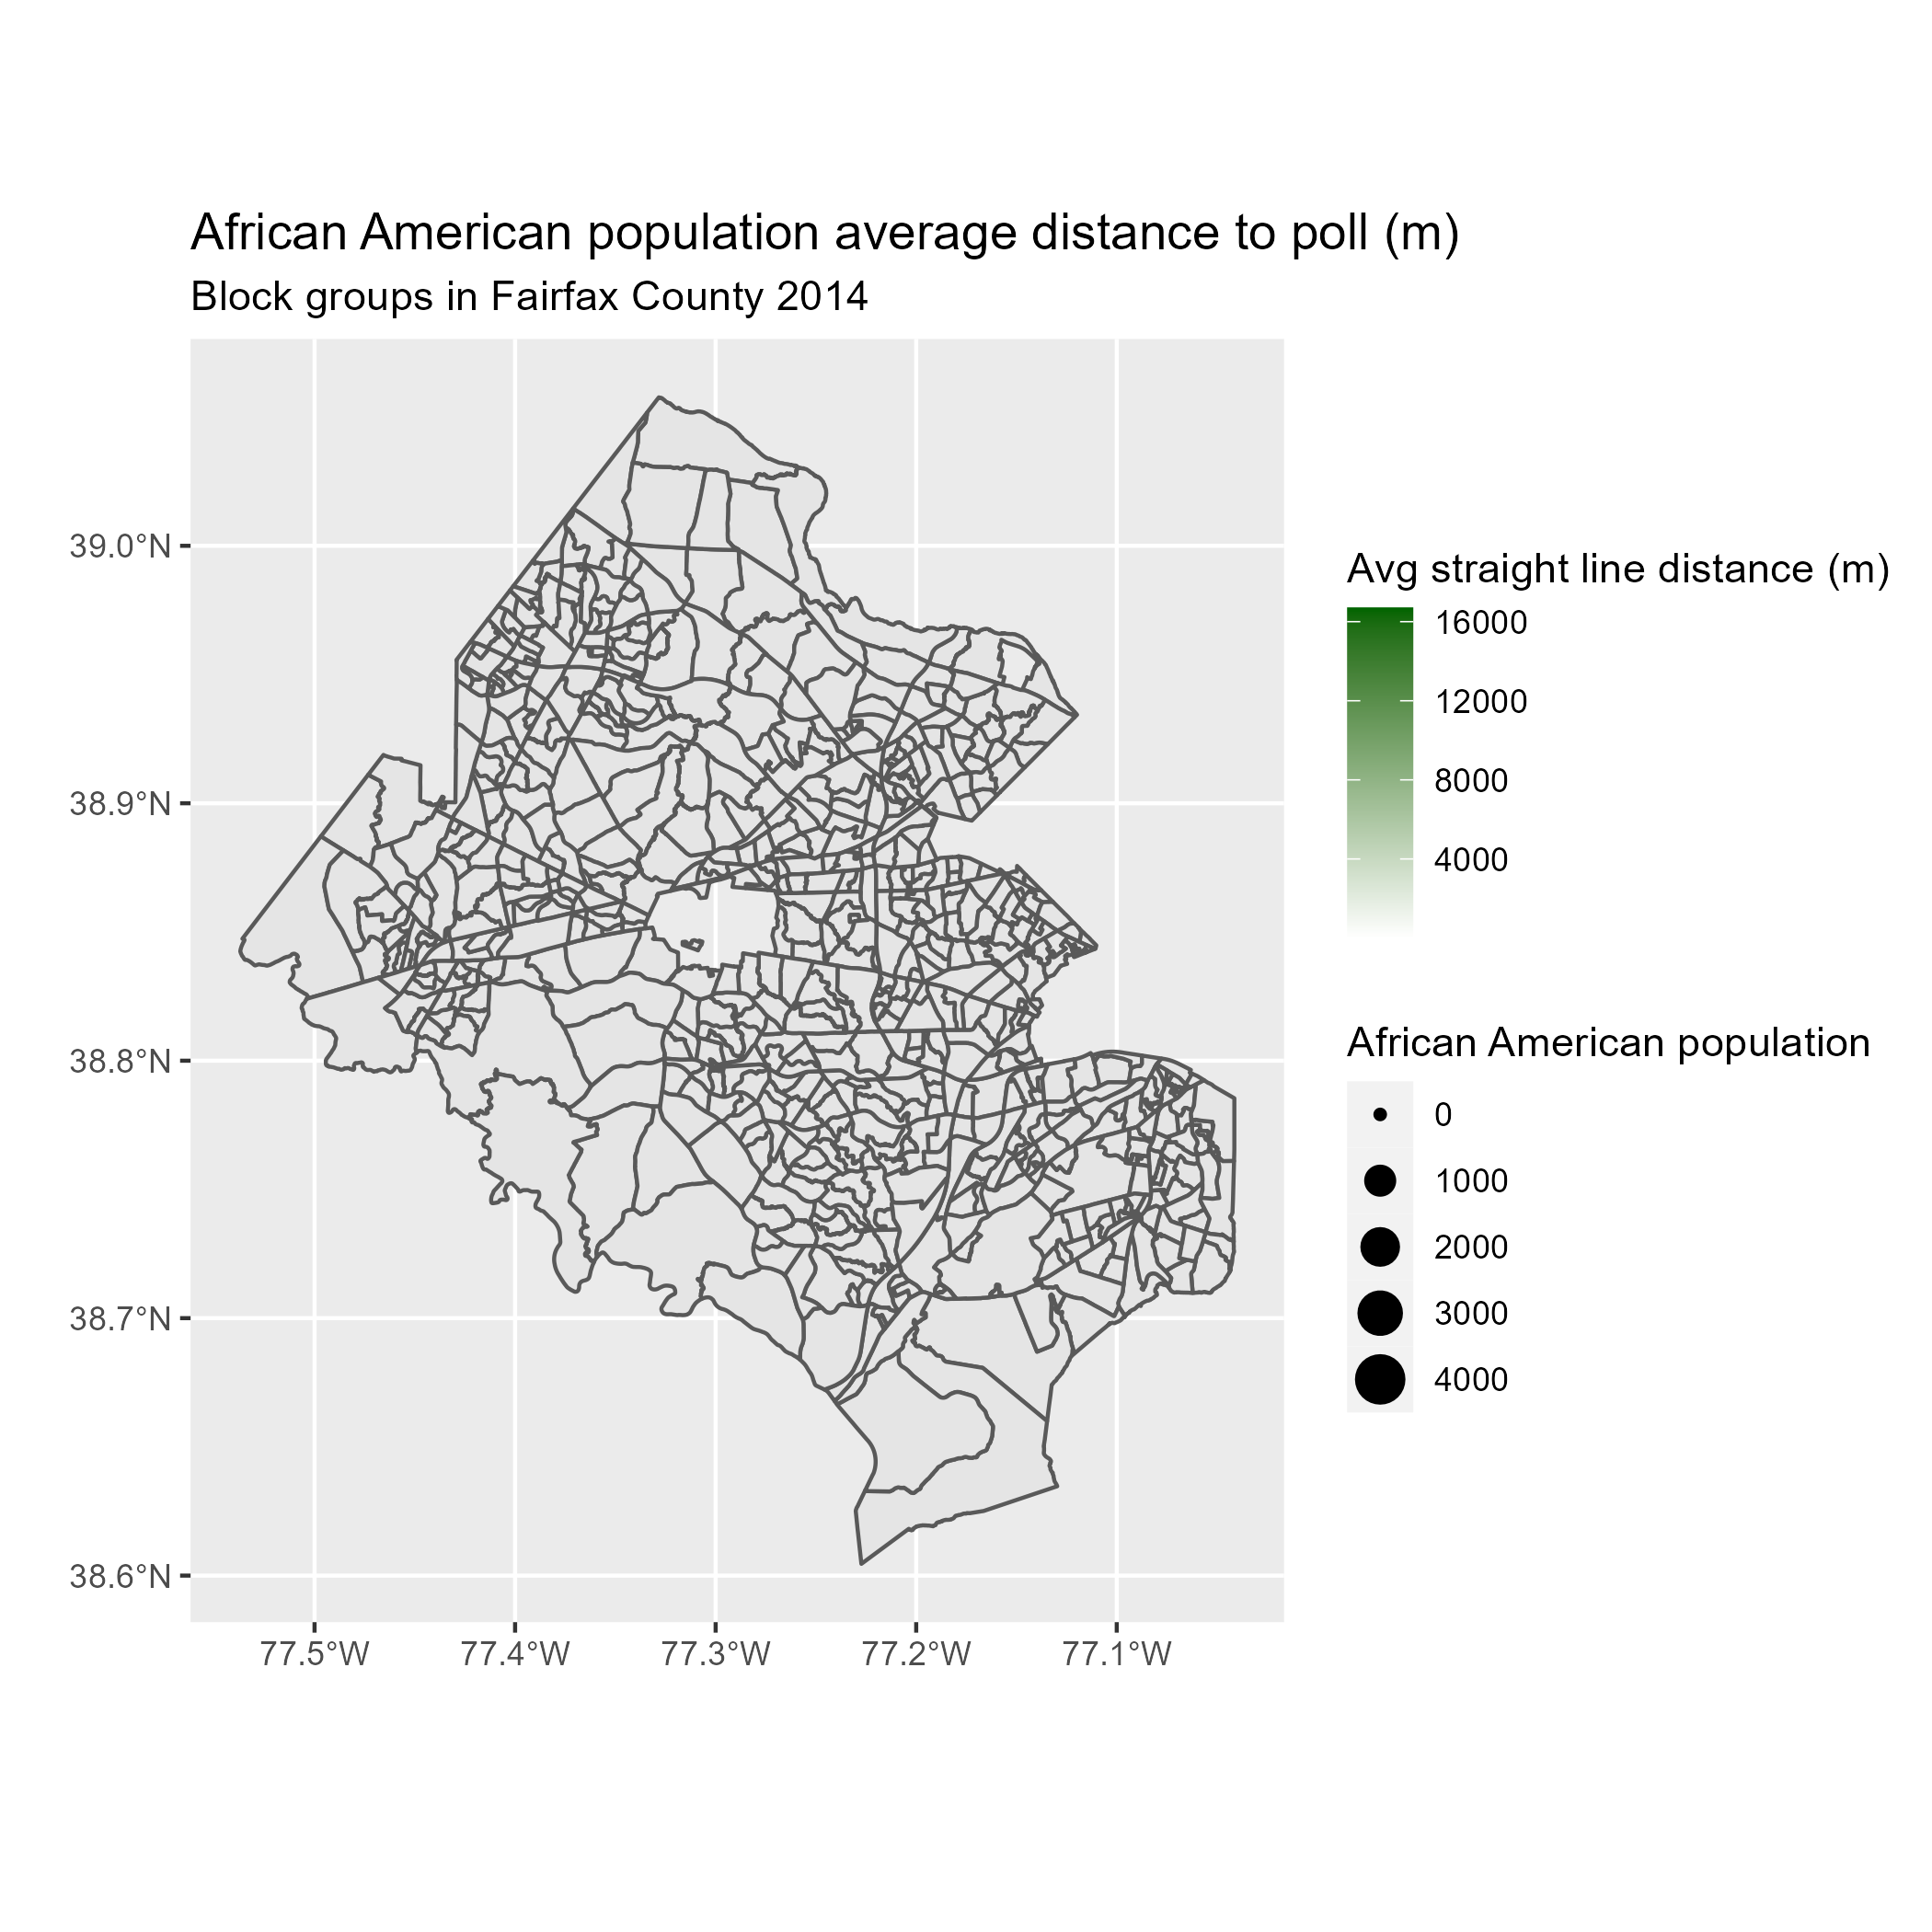 African American population average distance to poll (m)
Block groups in Fairfax County 2014
39.0°N
38.9°N
38.8°N
38.7°N
38.6°N
77.5°W
77.4°W
77.3°W
77.2°W
77.1°W
Avg straight line distance (m)
16000
12000
8000
4000
African American population
0
1000
2000
3000
4000